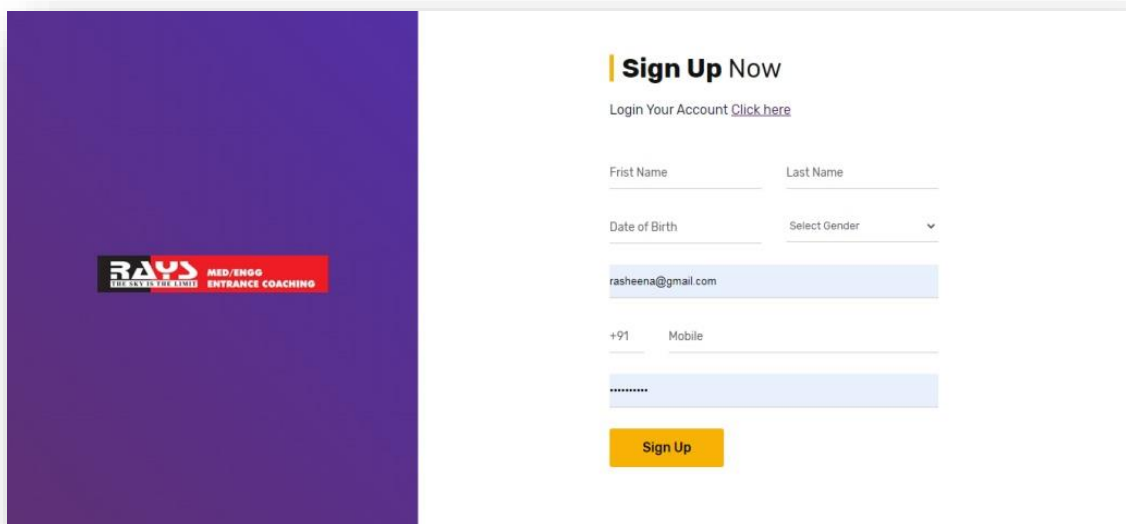 RAYS
THE SKY IS THE LIMIT
MED/ENGG
ENTRANCE COACHING
Sign Up Now
Login Your Account Click here
Frist Name Last Name
Date of Birth Select Gender
rasheena@gmail.com
+91 Mobile
••••••••••
Sign Up